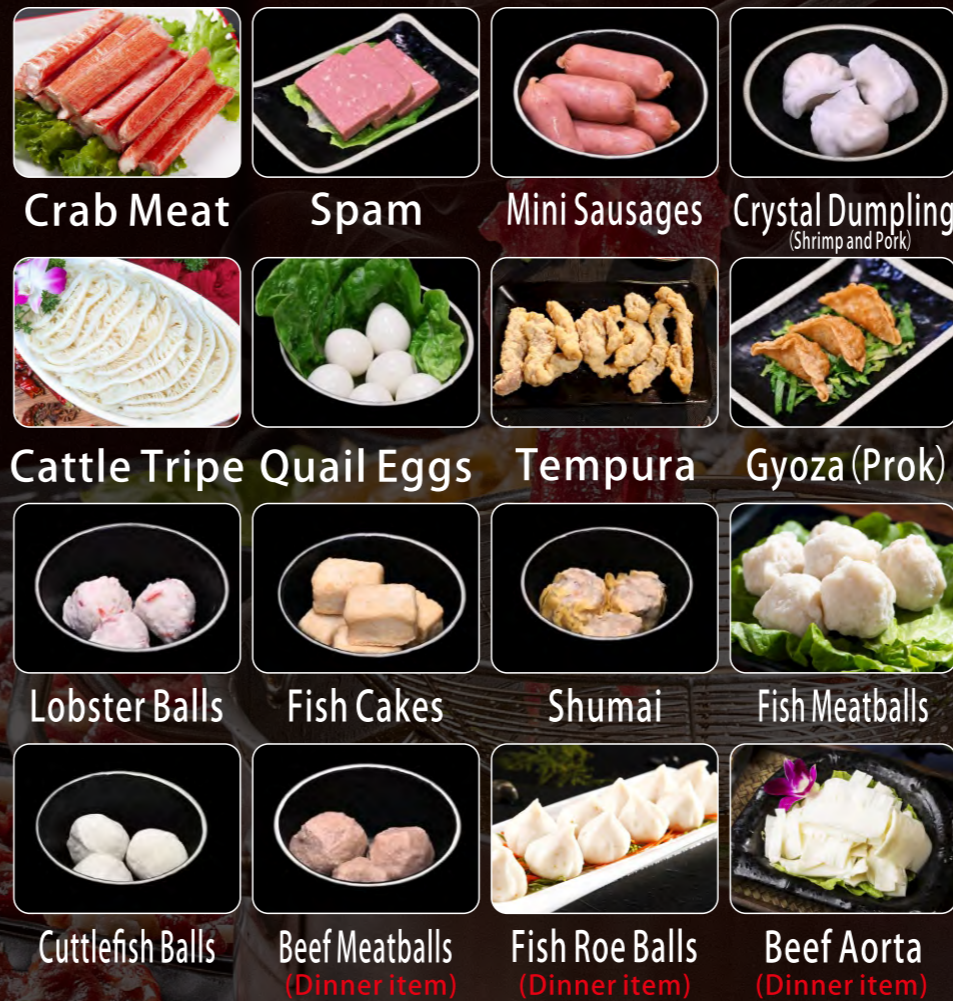 Crab Meat
Spam
Mini Sausages
Crystal Dumpling
(Shrimp and Pork)
Cattle Tripe
Quail Eggs
Tempura
Gyoza (Prok)
Lobster Balls
Fish Cakes
Shumai
Fish Meatballs
Cuttlefish Balls
Beef Meatballs
(Dinner item)
Fish Roe Balls
(Dinner item)
Beef Aorta
(Dinner item)